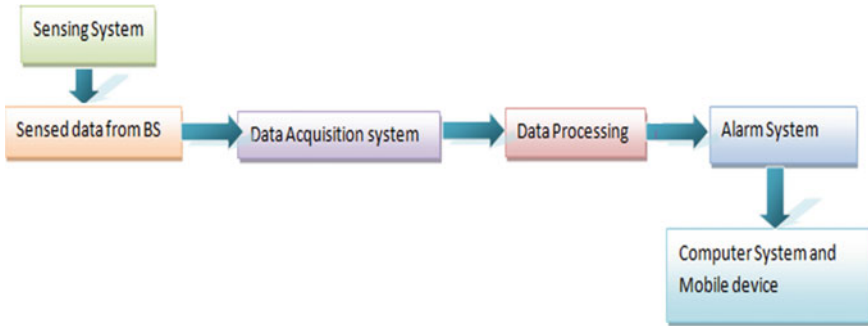 Sensing System
Sensed data from BS
Data Acquisition system
Data Processing
Alarm System
Computer System and
Mobile device